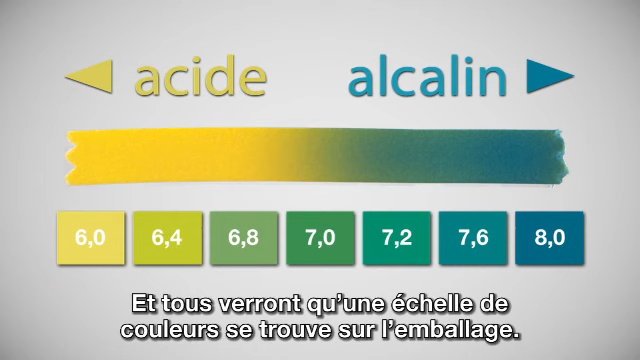 acide alcalin
6,0 6,4 6,8 7,0 7,2 7,6 8,0
Et tous verront qu'une échelle de
couleurs se trouve sur l'emballage.